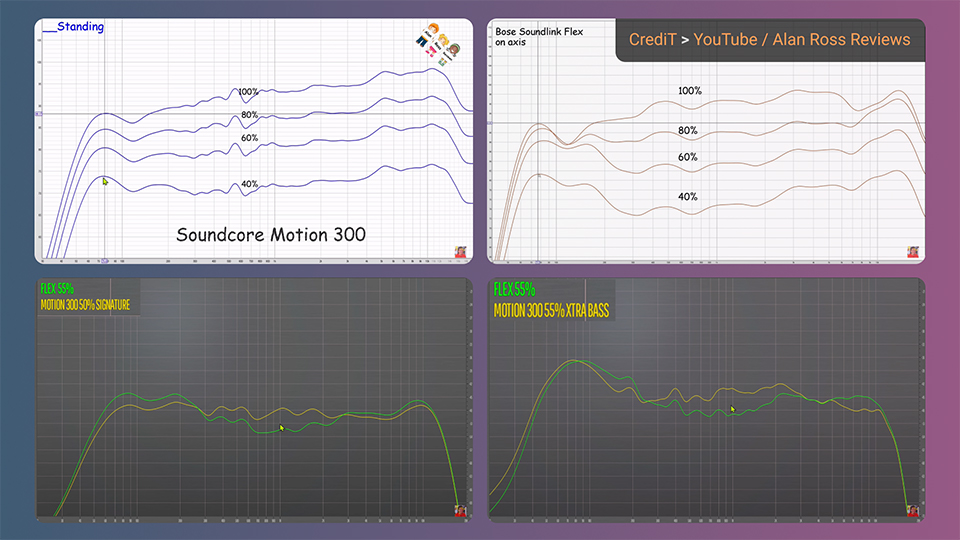 __Standing
100%
80%
60%
40%
Soundcore Motion 300
Bose Soundlink Flex
on axis
CrediT > YouTube / Alan Ross Reviews
100%
80%
60%
40%
FLEX 55%
MOTION 300 50% SIGNATURE
FLEX 55%
MOTION 300 55% XTRA BASS